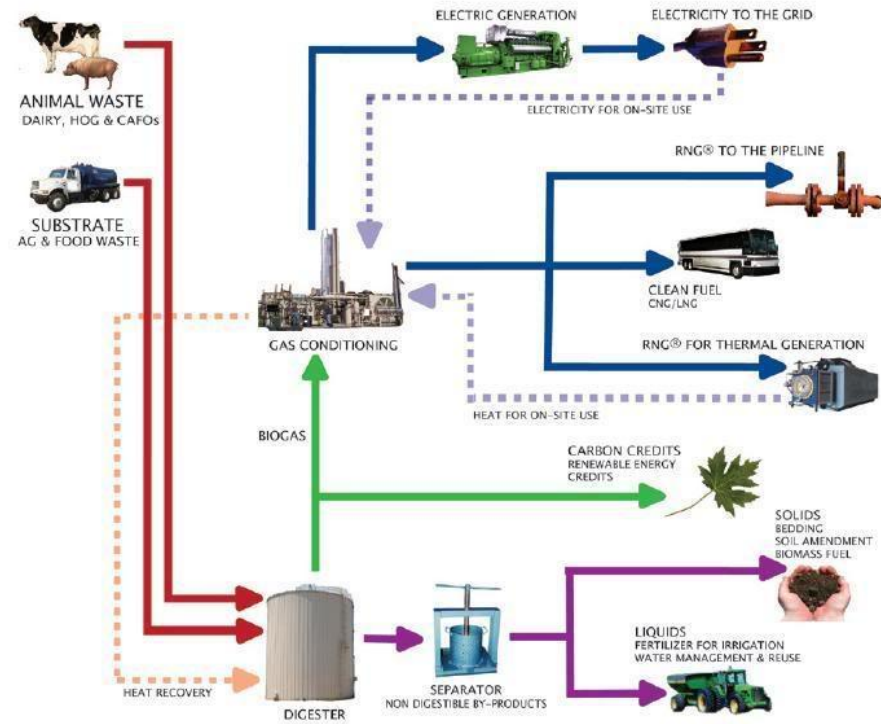 ELECTRIC GENERATION
ELECTRICITY TO THE GRID
ANIMAL WASTE
DAIRY, HOG & CAFOs
ELECTRICITY FOR ON-SITE USE
RNG® TO THE PIPELINE
SUBSTRATE
AG & FOOD WASTE
CLEAN FUEL
CNG/LNG
GAS CONDITIONING
RNG® FOR THERMAL GENERATION
HEAT FOR ON-SITE USE
BIOGAS
CARBON CREDITS
RENEWABLE ENERGY
CREDITS
SOLIDS
BEDDING
SOIL AMENDMENT
BIOMASS FUEL
LIQUIDS
FERTILIZER FOR IRRIGATION
WATER MANAGEMENT & REUSE
HEAT RECOVERY
SEPARATOR
NON DIGESTIBLE BY-PRODUCTS
DIGESTER